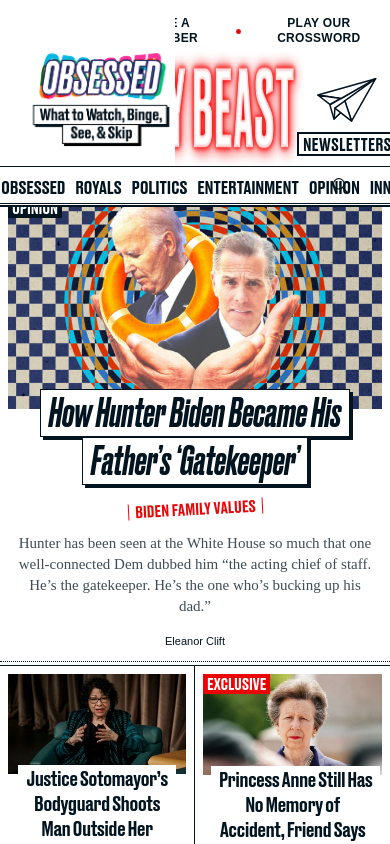 E A
BER
PLAY OUR
CROSSWORD
OBSESSED
What to Watch, Binge,
See, & Skip
Y BEAST
NEWSLETTERS
OBSESSED ROYALS POLITICS ENTERTAINMENT OPINION INN
OPINION
How Hunter Biden Became His
Father’s ‘Gatekeeper’
BIDEN FAMILY VALUES
Hunter has been seen at the White House so much that one
well-connected Dem dubbed him “the acting chief of staff.
He’s the gatekeeper. He’s the one who’s bucking up his
dad.”
Eleanor Clift
Justice Sotomayor’s
Bodyguard Shoots
Man Outside Her
EXCLUSIVE
Princess Anne Still Has
No Memory of
Accident, Friend Says